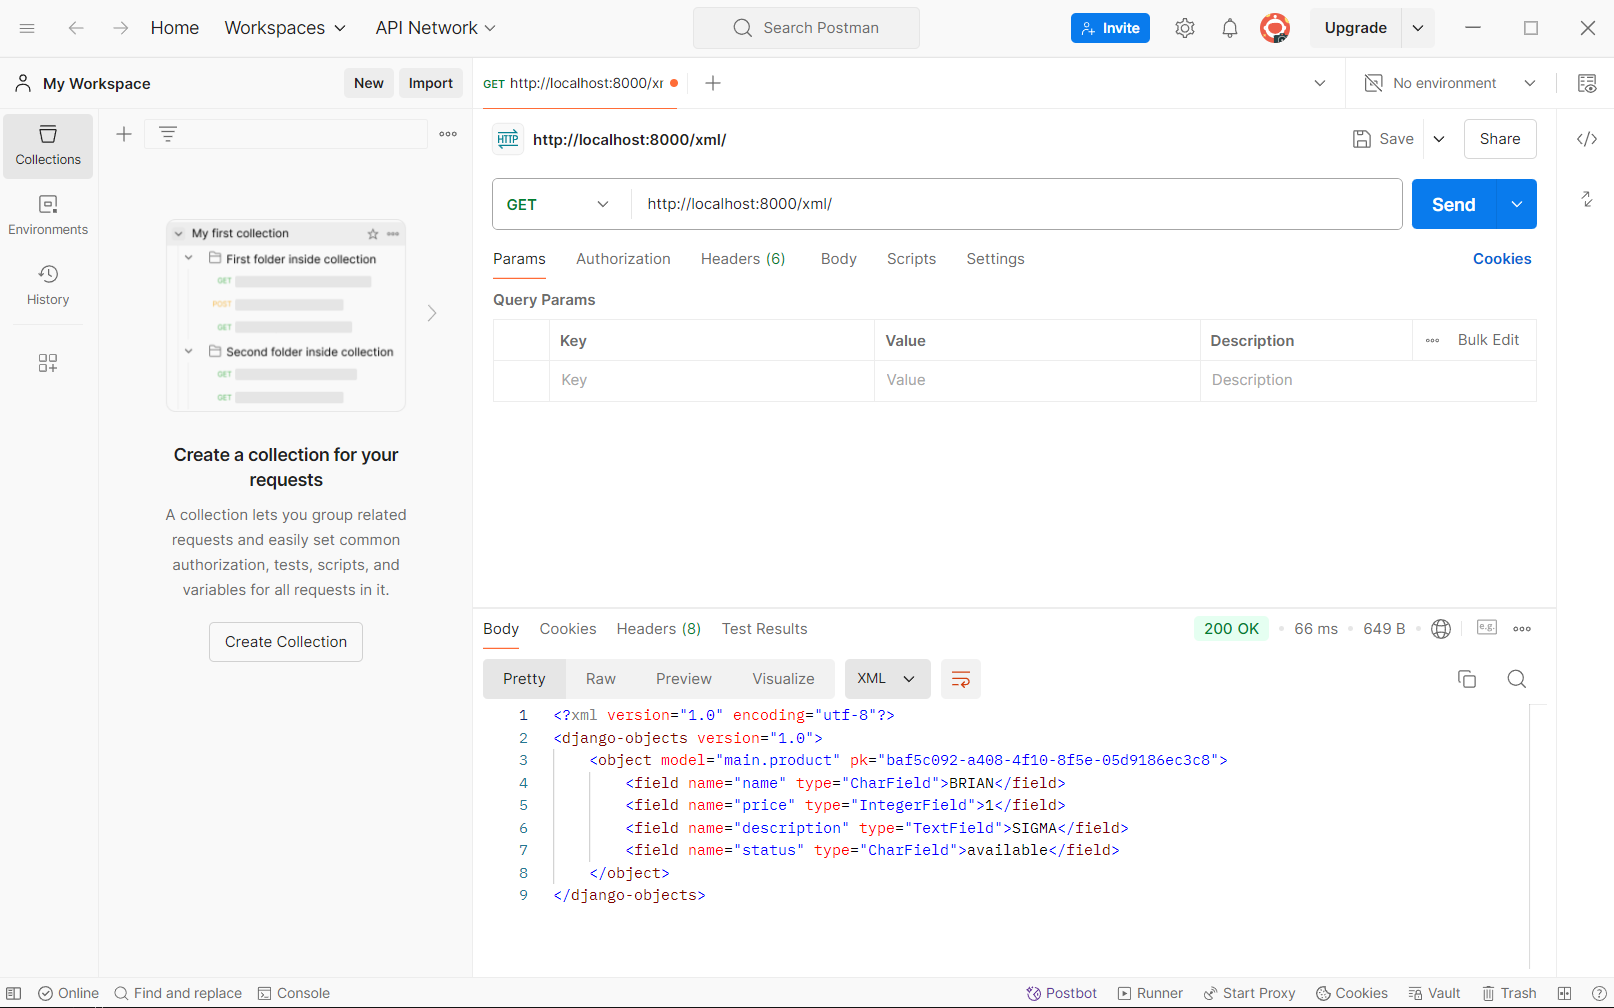 Home Workspaces API Network Search Postman Invite Upgrade
My Workspace New Import GET http://localhost:8000/xr No environment
Collections
Environments
History
My first collection
First folder inside collection
GET
POST
GET
Second folder inside collection
GET
GET
Create a collection for your
requests
A collection lets you group related
requests and easily set common
authorization, tests, scripts, and
variables for all requests in it.
Create Collection
HTTP http://localhost:8000/xml/ Save Share
GET http://localhost:8000/xml/ Send
Params Authorization Headers (6) Body Scripts Settings Cookies
Query Params
Key Value Description Bulk Edit
Key Value Description
Body Cookies Headers (8) Test Results 200 OK 66 ms 649 B e.g.
Pretty Raw Preview Visualize XML
1 <?xml version="1.0" encoding="utf-8"?>
2 <django-objects version="1.0">
3 <object model="main.product" pk="baf5c092-a408-4f10-8f5e-05d9186ec3c8">
4 <field name="name" type="CharField">BRIAN</field>
5 <field name="price" type="IntegerField">1</field>
6 <field name="description" type="TextField">SIGMA</field>
7 <field name="status" type="CharField">available</field>
8 </object>
9 </django-objects>
Online Find and replace Console Postbot Runner Start Proxy Cookies Vault Trash